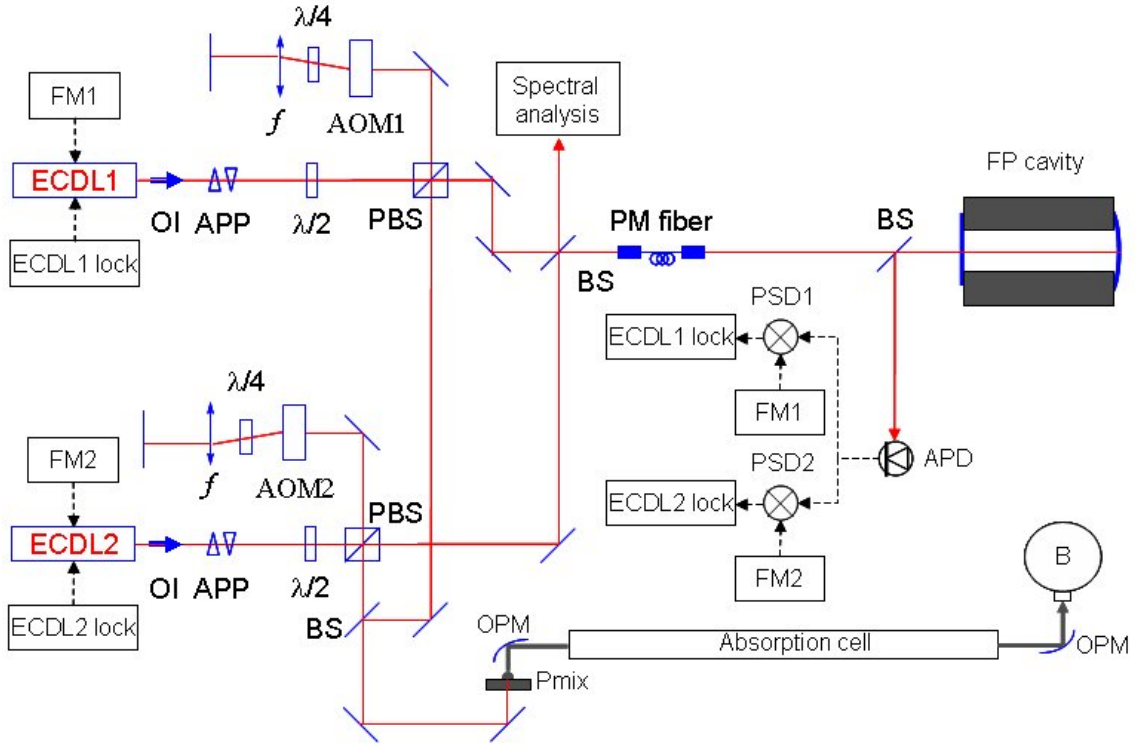 λ/4
FM1
f
AOM1
Spectral
analysis
ECDL1
OI
APP
λ/2
PBS
ECDL1 lock
FP cavity
PM fiber
BS
BS
PSD1
ECDL1 lock
FM1
λ/4
FM2
f
AOM2
PSD2
APD
ECDL2 lock
PBS
ECDL2
OI
APP
λ/2
FM2
B
ECDL2 lock
BS
OPM
Absorption cell
OPM
Pmix